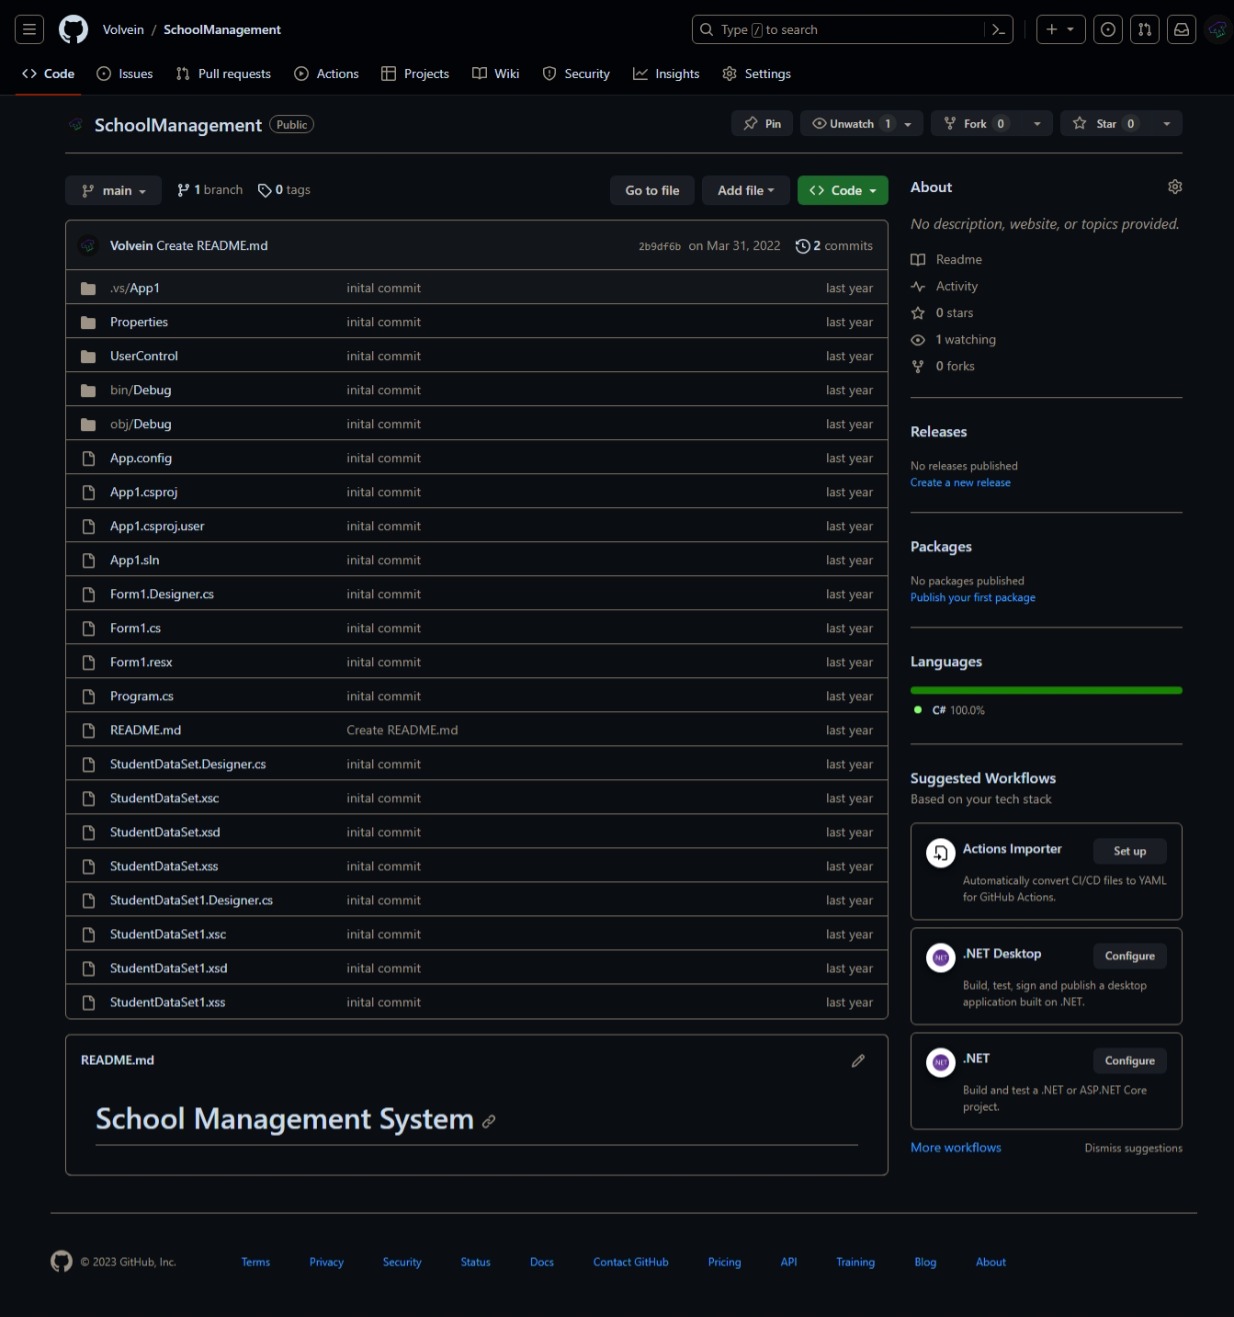 Volvein / SchoolManagement
Type / to search
Code Issues Pull requests Actions Projects Wiki Security Insights Settings
SchoolManagement Public
Pin Unwatch 1 Fork 0 Star 0
main 1 branch 0 tags Go to file Add file Code
Volvein Create README.md 2b9df6b on Mar 31, 2022 2 commits
.vs/App1 inital commit last year
Properties inital commit last year
UserControl inital commit last year
bin/Debug inital commit last year
obj/Debug inital commit last year
App.config inital commit last year
App1.csproj inital commit last year
App1.csproj.user inital commit last year
App1.sln inital commit last year
Form1.Designer.cs inital commit last year
Form1.cs inital commit last year
Form1.resx inital commit last year
Program.cs inital commit last year
README.md Create README.md last year
StudentDataSet.Designer.cs inital commit last year
StudentDataSet.xsc inital commit last year
StudentDataSet.xsd inital commit last year
StudentDataSet.xss inital commit last year
StudentDataSet1.Designer.cs inital commit last year
StudentDataSet1.xsc inital commit last year
StudentDataSet1.xsd inital commit last year
StudentDataSet1.xss inital commit last year
README.md
School Management System
About
No description, website, or topics provided.
Readme
Activity
0 stars
1 watching
0 forks
Releases
No releases published
Create a new release
Packages
No packages published
Publish your first package
Languages
C# 100.0%
Suggested Workflows
Based on your tech stack
Actions Importer Set up
Automatically convert CI/CD files to YAML
for GitHub Actions.
.NET Desktop Configure
Build, test, sign and publish a desktop
application built on .NET.
.NET Configure
Build and test a .NET or ASP.NET Core
project.
More workflows Dismiss suggestions
© 2023 GitHub, Inc. Terms Privacy Security Status Docs Contact GitHub Pricing API Training Blog About